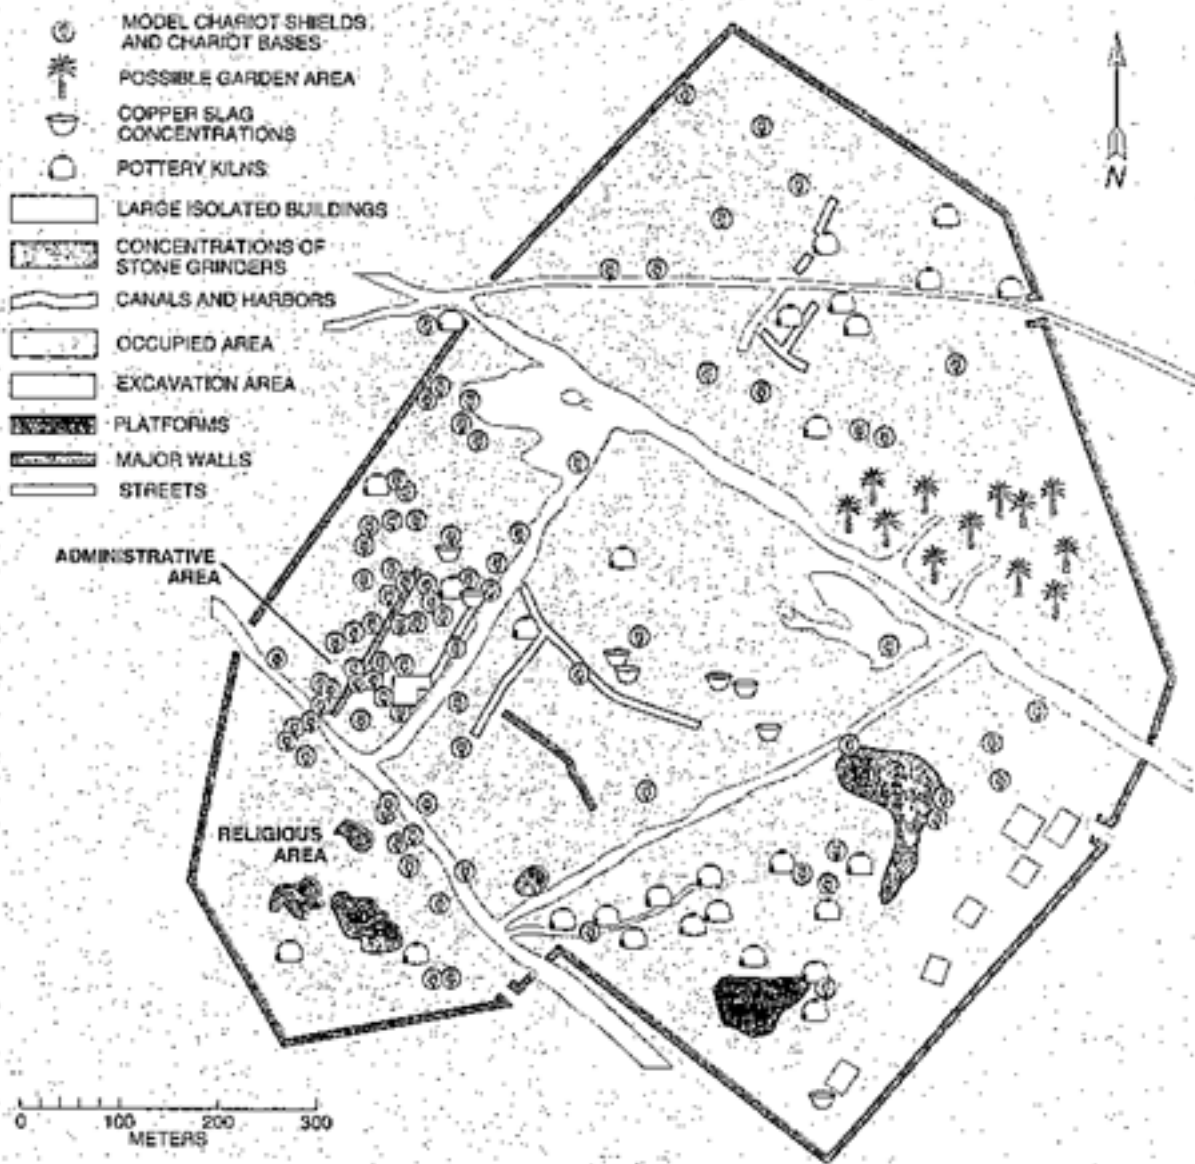 MODEL CHARIOT SHIELDS
AND CHARIOT BASES
POSSIBLE GARDEN AREA
COPPER SLAG
CONCENTRATIONS
POTTERY KILNS
LARGE ISOLATED BUILDINGS
CONCENTRATIONS OF
STONE GRINDERS
CANALS AND HARBORS
OCCUPIED AREA
EXCAVATION AREA
PLATFORMS
MAJOR WALLS
STREETS
N
ADMINISTRATIVE
AREA
RELIGIOUS
AREA
0 100 200 300
METERS